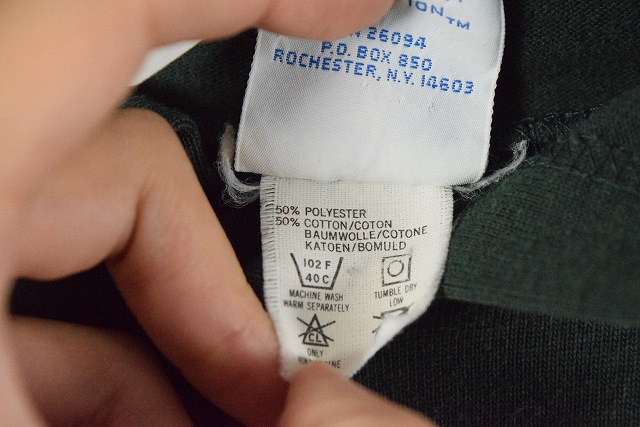 ION™
26094
P.O. BOX 850
ROCHESTER, N.Y. 14603
50% POLYESTER
50% COTTON/COTON
BAUMWOLLE/COTONE
KATOEN/BOMULD
102 F
40 C
MACHINE WASH
WARM SEPARATELY
TUMBLE DRY
LOW
CL
ONLY